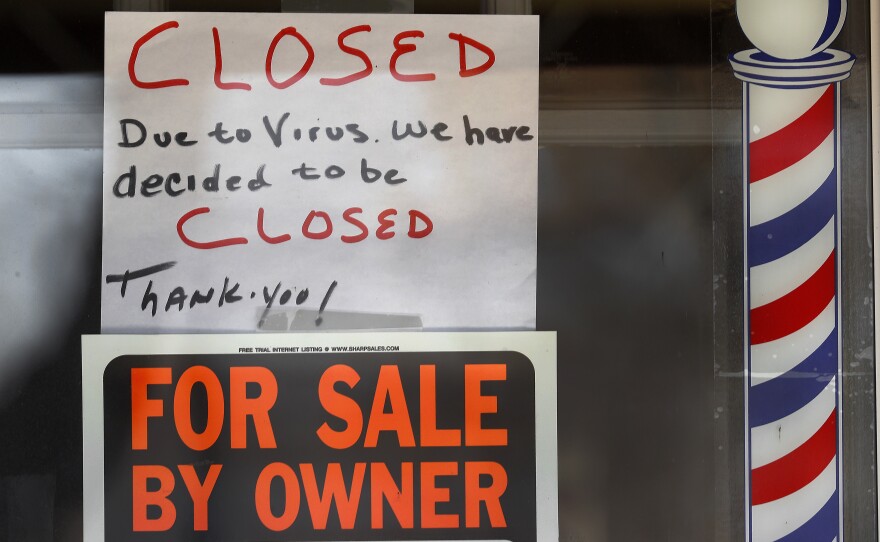 CLOSED
Due to Virus. We have
decided to be
CLOSED
THANK.YOU!
FREE TRIAL INTERNET LISTING @ WWW.SHARPSALES.COM
FOR SALE
BY OWNER